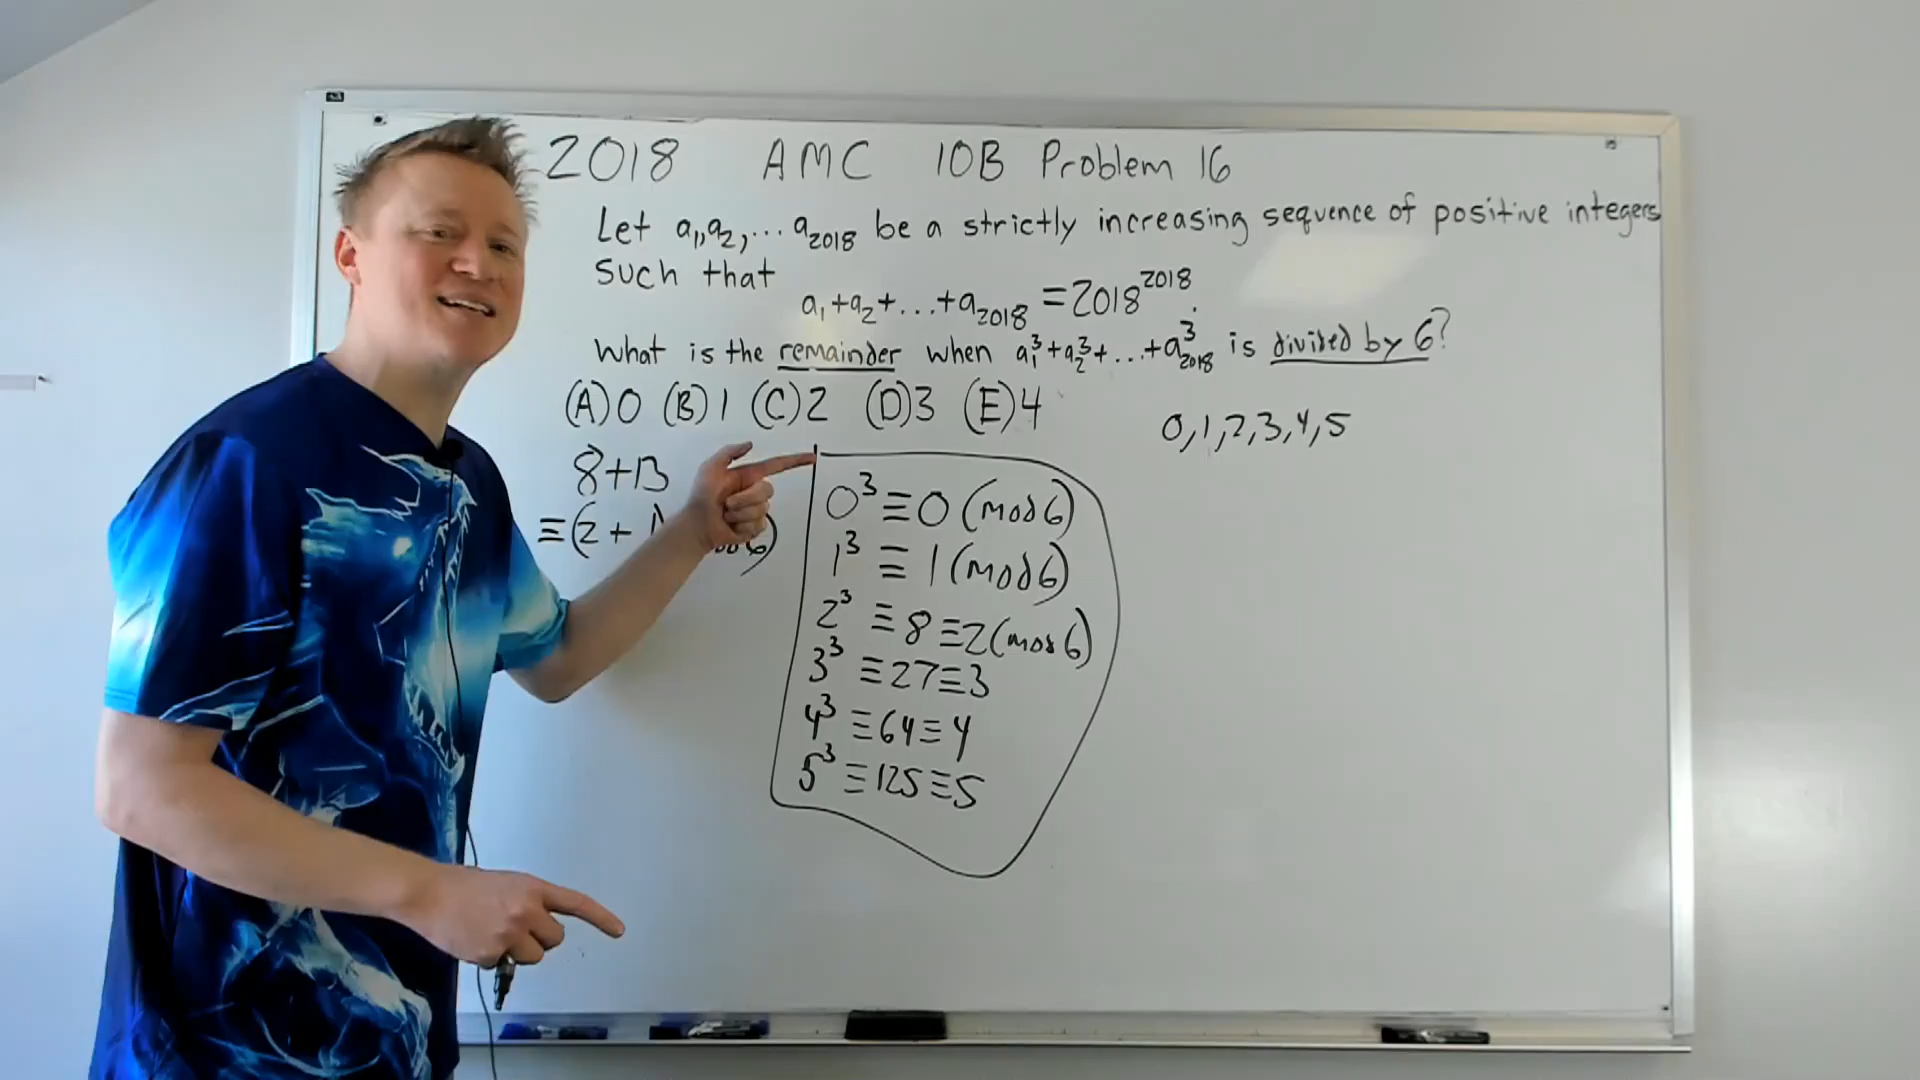 2018 AMC 10B Problem 16
Let a₁, a₂, ... a₂₀₁₈ be a strictly increasing sequence of positive integers
such that
a₁+a₂+...+a₂₀₁₈ = 2018²⁰¹⁸.
What is the remainder when a₁³+a₂³+...+a³₂₀₁₈ is divided by 6?
(A) 0 (B) 1 (C) 2 (D) 3 (E) 4
0,1,2,3,4,5
8+13
≡(2+1
0³≡0 (mod 6)
1³≡1 (mod 6)
2³≡8≡2 (mod 6)
3³≡27≡3
4³≡64≡4
5³≡125≡5